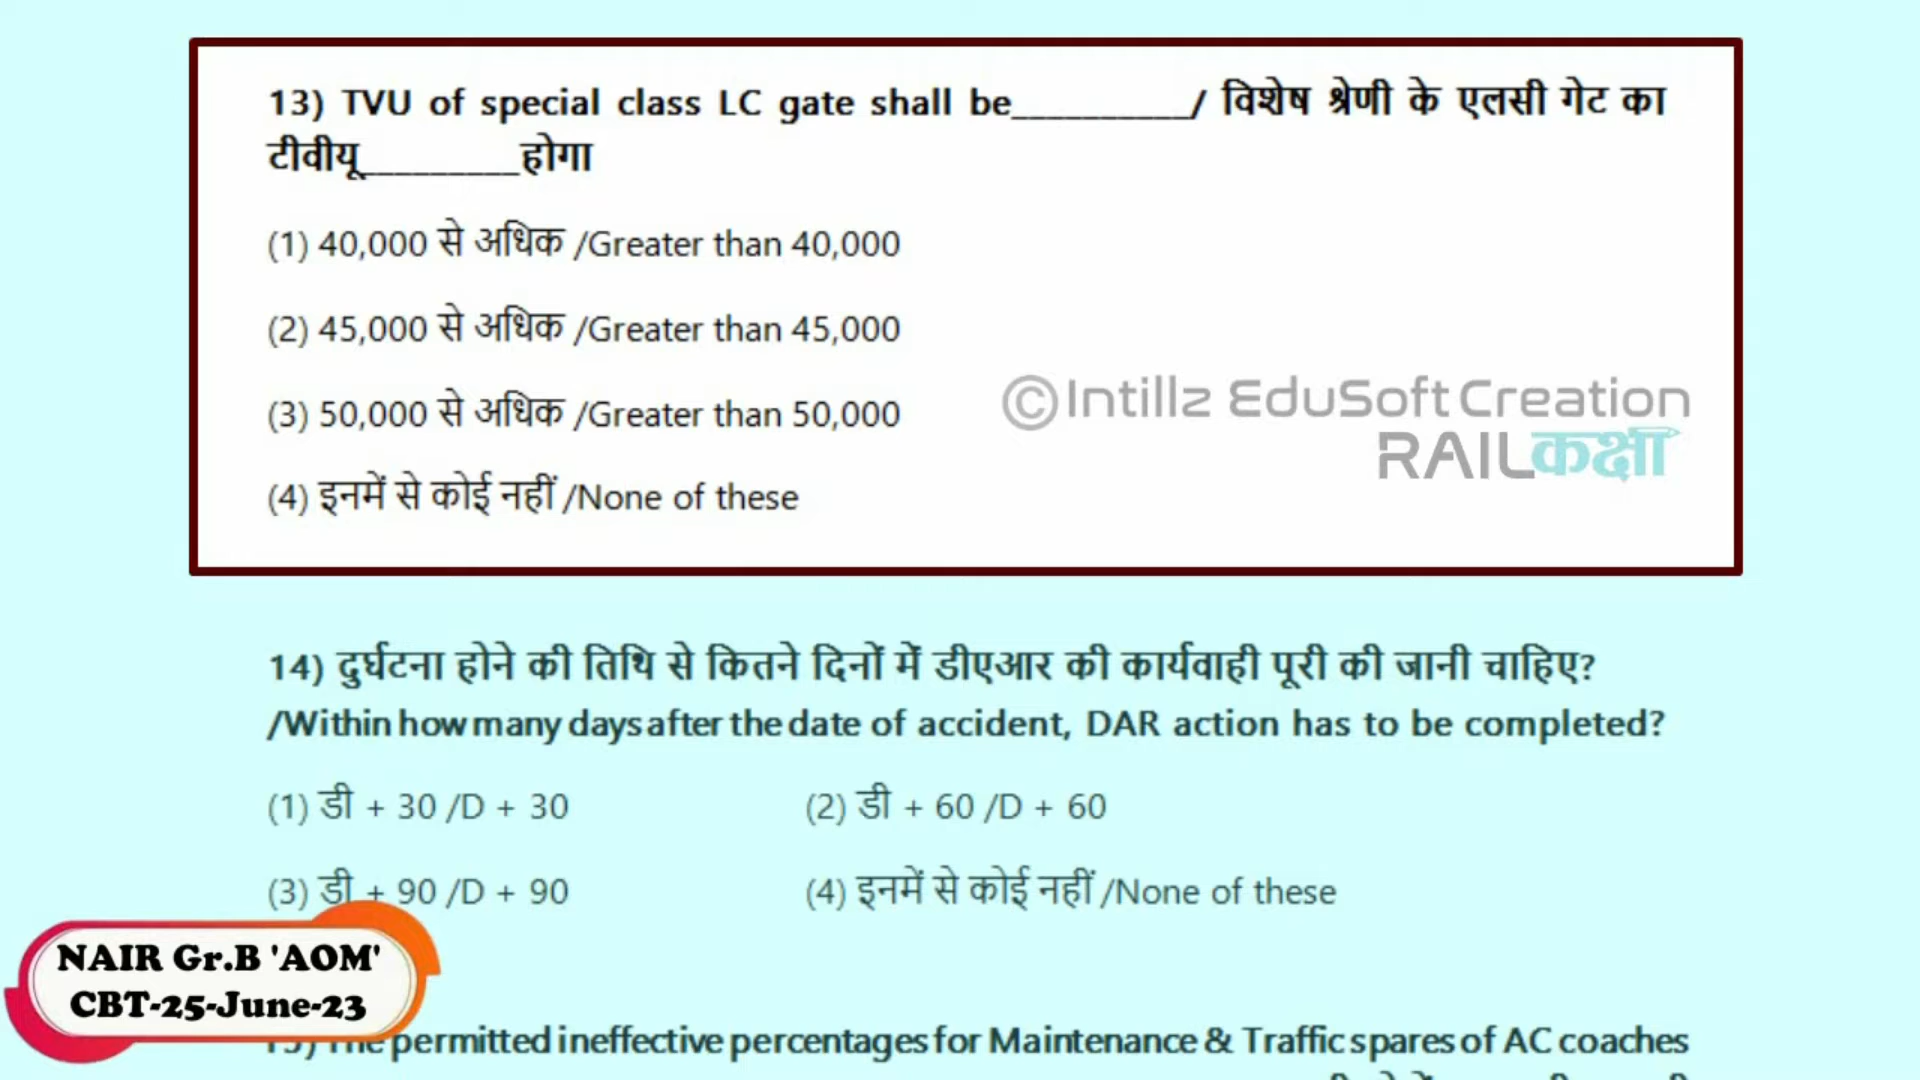 13) TVU of special class LC gate shall be__________/ विशेष श्रेणी के एलसी गेट का
टीवीयू_________होगा
(1) 40,000 से अधिक /Greater than 40,000
(2) 45,000 से अधिक /Greater than 45,000
(3) 50,000 से अधिक /Greater than 50,000
(4) इनमें से कोई नहीं /None of these
©Intillz EduSoft Creation
RAILकक्षा
14) दुर्घटना होने की तिथि से कितने दिनों में डीएआर की कार्यवाही पूरी की जानी चाहिए?
/Within how many days after the date of accident, DAR action has to be completed?
(1) डी + 30 /D + 30 (2) डी + 60 /D + 60
(3) डी + 90 /D + 90 (4) इनमें से कोई नहीं /None of these
NAIR Gr.B 'AOM'
CBT-25-June-23
permitted ineffective percentages for Maintenance & Traffic spares of AC coaches